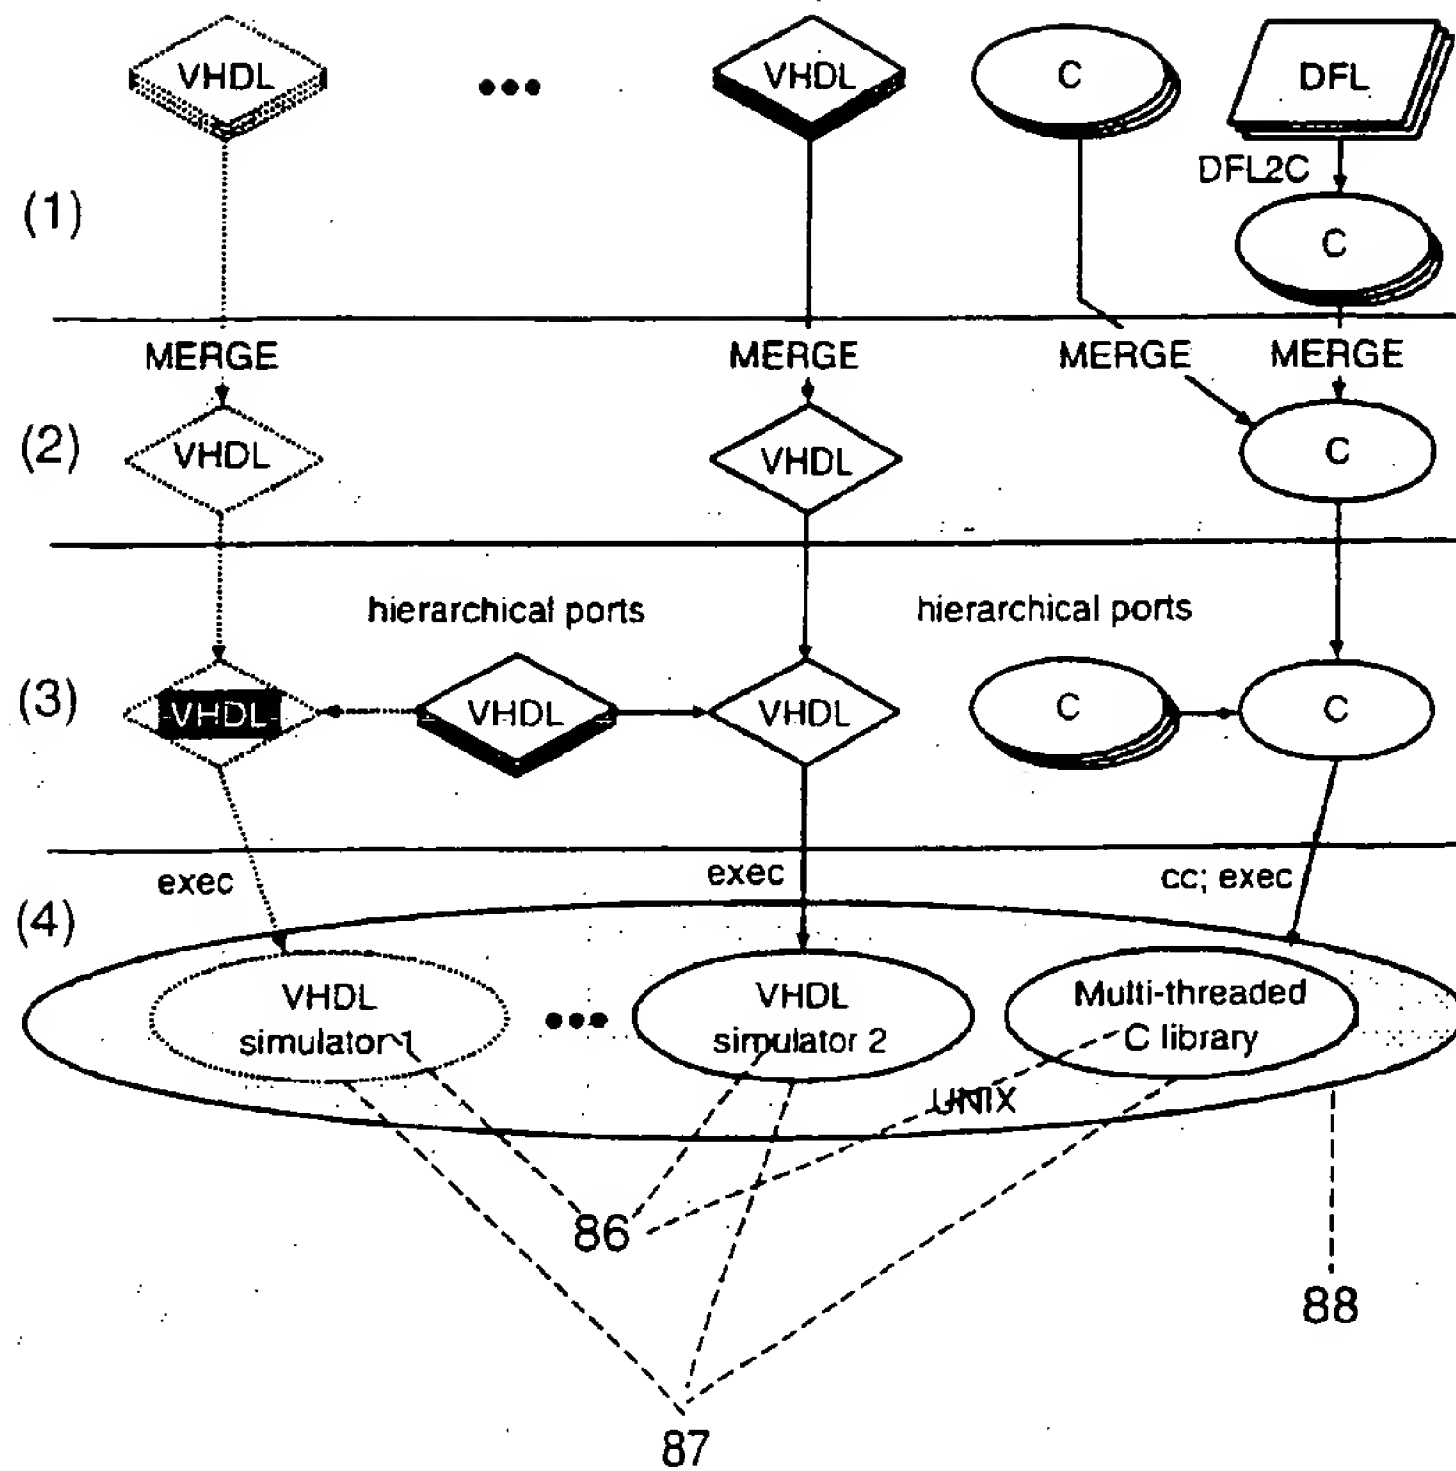 VHDL
VHDL
C
DFL
DFL2C
(1)
C
MERGE
MERGE
MERGE
MERGE
(2)
VHDL
VHDL
C
hierarchical ports
hierarchical ports
(3)
VHDL
VHDL
VHDL
C
C
exec
exec
cc; exec
(4)
VHDL
simulator 1
VHDL
simulator 2
Multi-threaded
C library
UNIX
86
88
87